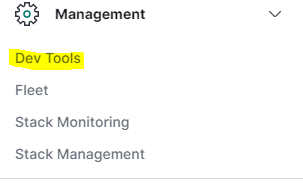 Management
Dev Tools
Fleet
Stack Monitoring
Stack Management